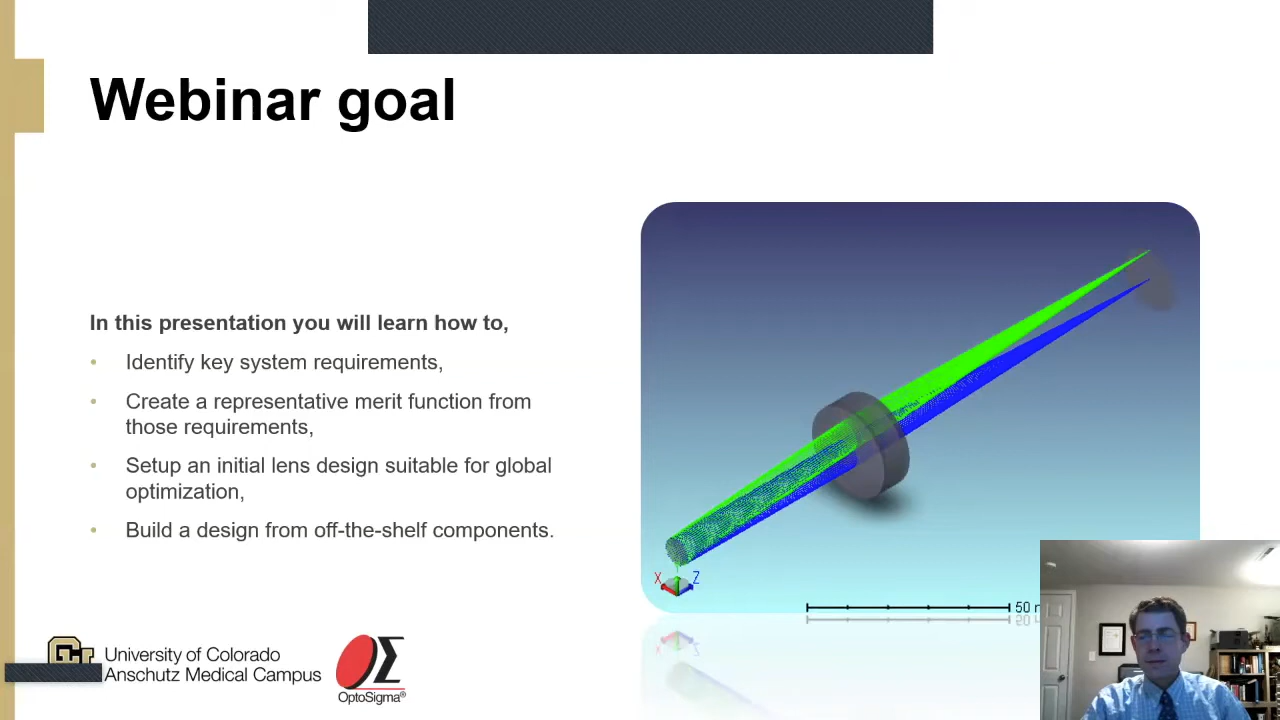 Webinar goal
In this presentation you will learn how to,
• Identify key system requirements,
• Create a representative merit function from
those requirements,
• Setup an initial lens design suitable for global
optimization,
• Build a design from off-the-shelf components.
X
Z
50
University of Colorado
Anschutz Medical Campus
OptoSigma®